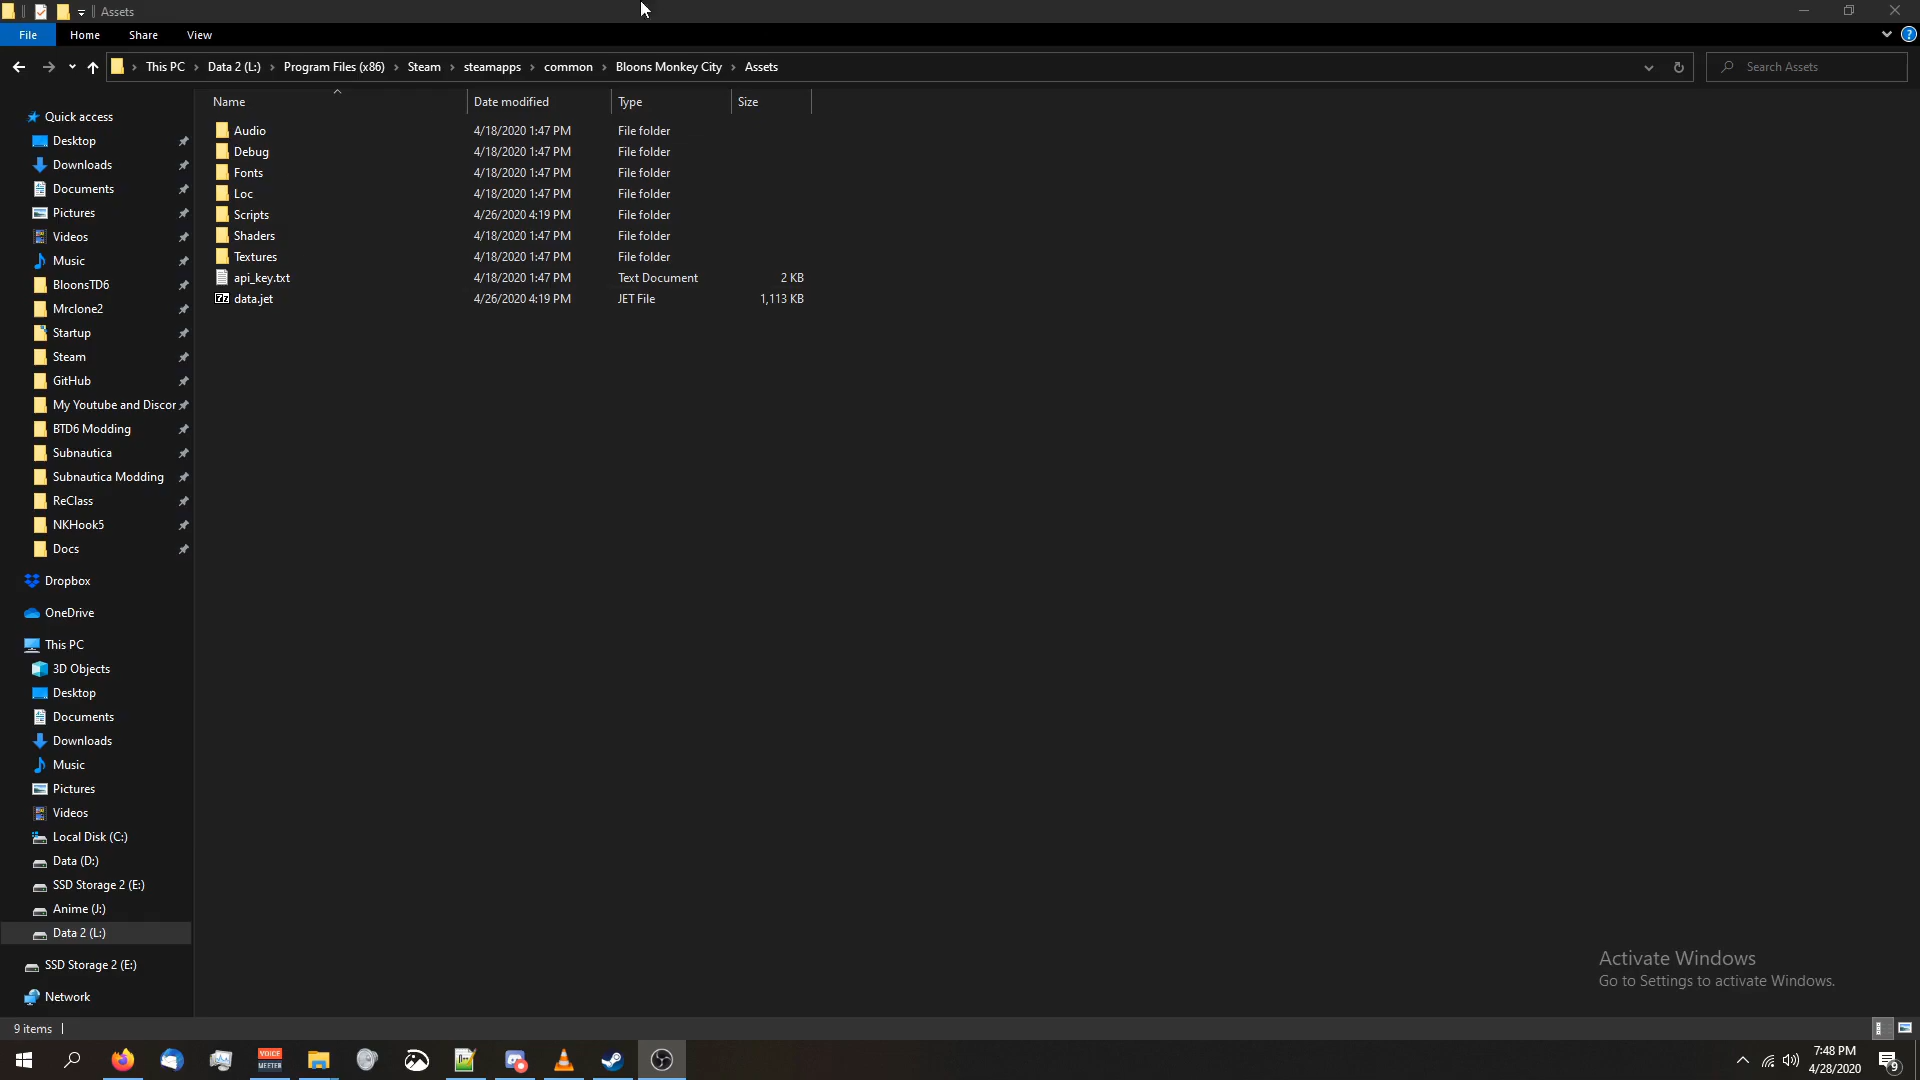 Assets
File Home Share View
This PC Data 2 (L:) Program Files (x86) Steam steamapps common Bloons Monkey City Assets
Search Assets
Name Date modified Type Size
Audio 4/18/2020 1:47 PM File folder
Debug 4/18/2020 1:47 PM File folder
Fonts 4/18/2020 1:47 PM File folder
Loc 4/18/2020 1:47 PM File folder
Scripts 4/26/2020 4:19 PM File folder
Shaders 4/18/2020 1:47 PM File folder
Textures 4/18/2020 1:47 PM File folder
api_key.txt 4/18/2020 1:47 PM Text Document 2 KB
data.jet 4/26/2020 4:19 PM JET File 1,113 KB
Quick access
Desktop
Downloads
Documents
Pictures
Videos
Music
BloonsTD6
Mrclone2
Startup
Steam
GitHub
My Youtube and Discor
BTD6 Modding
Subnautica
Subnautica Modding
ReClass
NKHook5
Docs
Dropbox
OneDrive
This PC
3D Objects
Desktop
Documents
Downloads
Music
Pictures
Videos
Local Disk (C:)
Data (D:)
SSD Storage 2 (E:)
Anime (J:)
Data 2 (L:)
SSD Storage 2 (E:)
Network
Activate Windows
Go to Settings to activate Windows.
9 items
VOICE
MEETER
7:48 PM
4/28/2020
9